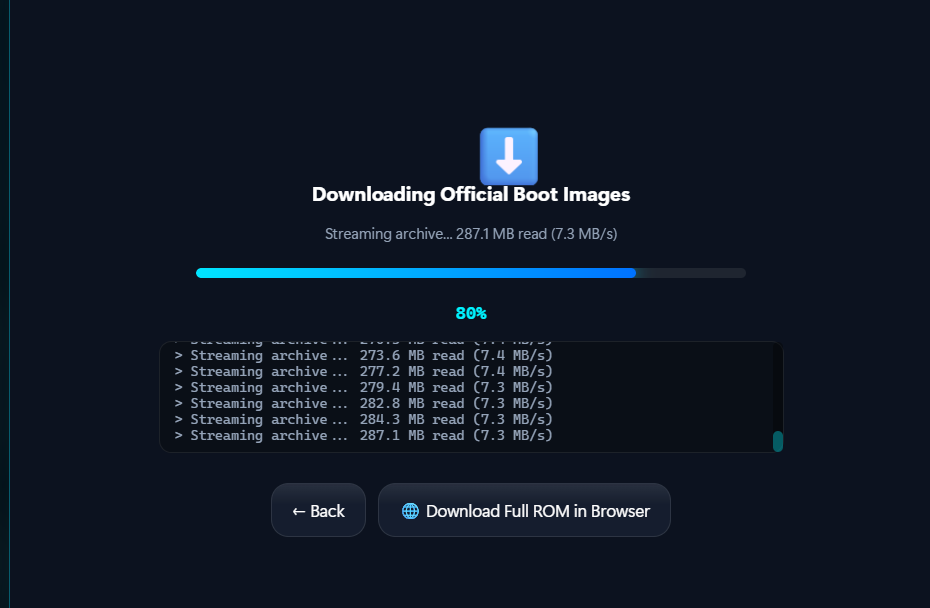 Downloading Official Boot Images
Streaming archive... 287.1 MB read (7.3 MB/s)
80%
> Streaming archive... 273.6 MB read (7.4 MB/s)
> Streaming archive... 277.2 MB read (7.4 MB/s)
> Streaming archive... 279.4 MB read (7.3 MB/s)
> Streaming archive... 282.8 MB read (7.3 MB/s)
> Streaming archive... 284.3 MB read (7.3 MB/s)
> Streaming archive... 287.1 MB read (7.3 MB/s)
← Back
Download Full ROM in Browser